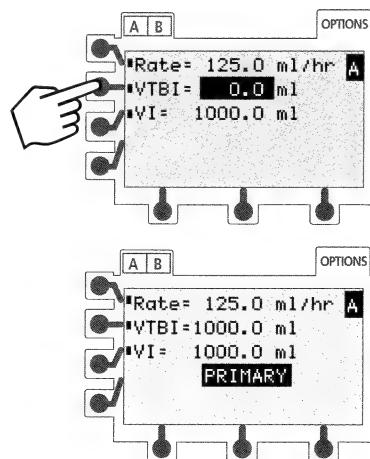 A B OPTIONS
Rate= 125.0 ml/hr A
VTBI= 0.0 ml
VI= 1000.0 ml
A B OPTIONS
Rate= 125.0 ml/hr A
VTBI=1000.0 ml
VI= 1000.0 ml
PRIMARY